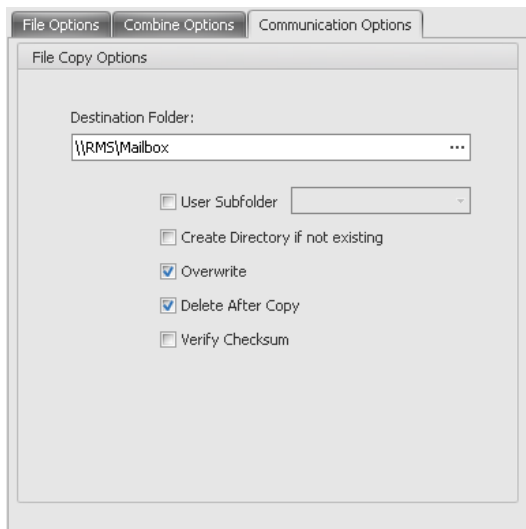 File Options Combine Options Communication Options
File Copy Options
Destination Folder:
\\RMS\Mailbox ...
User Subfolder
Create Directory if not existing
Overwrite
Delete After Copy
Verify Checksum